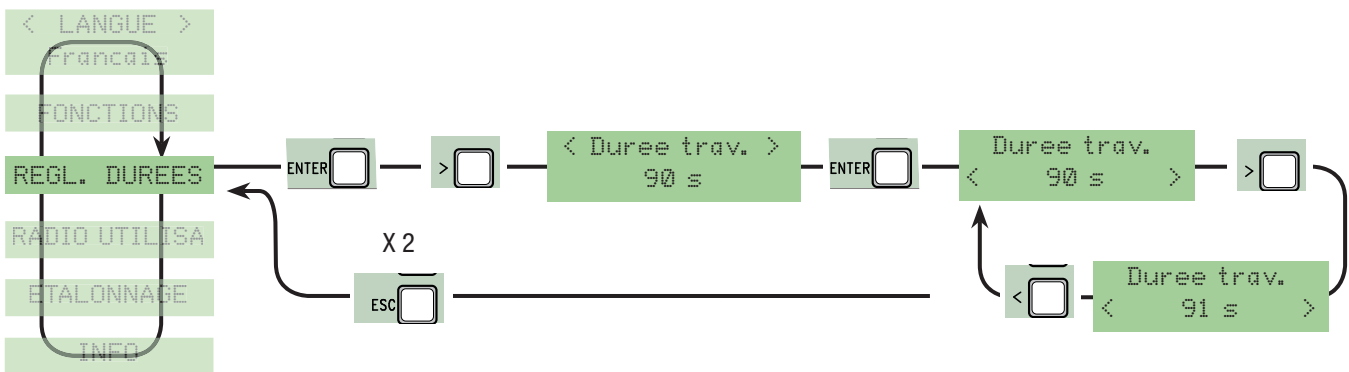 < LANGUE >
Francais
FONCTIONS
REGL. DUREES
RADIO UTILISA
ETALONNAGE
INFO
ENTER
>
< Duree trav. >
90 s
ENTER
Duree trav.
< 90 s >
>
X 2
ESC
<
Duree trav.
< 91 s >